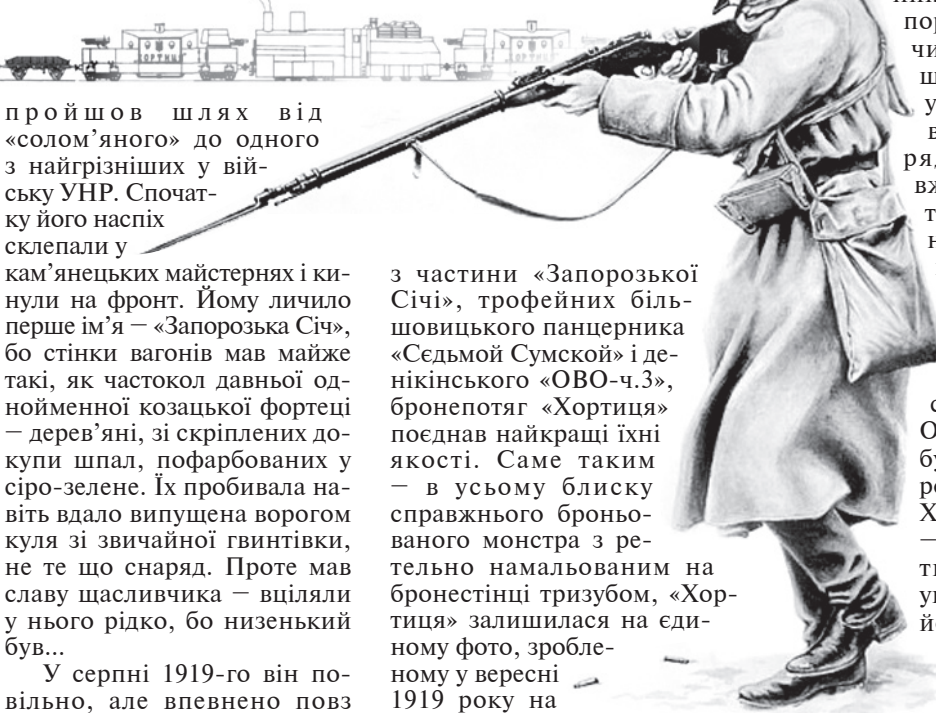 ХОРТИЦЯ
пройшов шлях від
«солом’яного» до одного
з найгрізніших у вій-
ську УНР. Спочат-
ку його наспіх
склепали у
кам’янецьких майстернях і ки-
нули на фронт. Йому личило
перше ім’я – «Запорозька Січ»,
бо стінки вагонів мав майже
такі, як частокол давньої од-
нойменної козацької фортеці
– дерев’яні, зі скріплених до-
купи шпал, пофарбованих у
сіро-зелене. Їх пробивала на-
віть вдало випущена ворогом
куля зі звичайної гвинтівки,
не те що снаряд. Проте мав
славу щасливчика – вціляли
у нього рідко, бо низенький
був...
У серпні 1919-го він по-
вільно, але впевнено повз
з частини «Запорозької
Січі», трофейних біль-
шовицького панцерника
«Сєдьмой Сумской» і де-
нікінського «ОВО-ч.3»,
бронепотяг «Хортиця»
поєднав найкращі їхні
якості. Саме таким
– в усьому блиску
справжнього броньо-
ваного монстра з ре-
тельно намальованим на
бронестінці тризубом, «Хор-
тиця» залишилася на єди-
ному фото, зробле-
ному у вересні
1919 року на